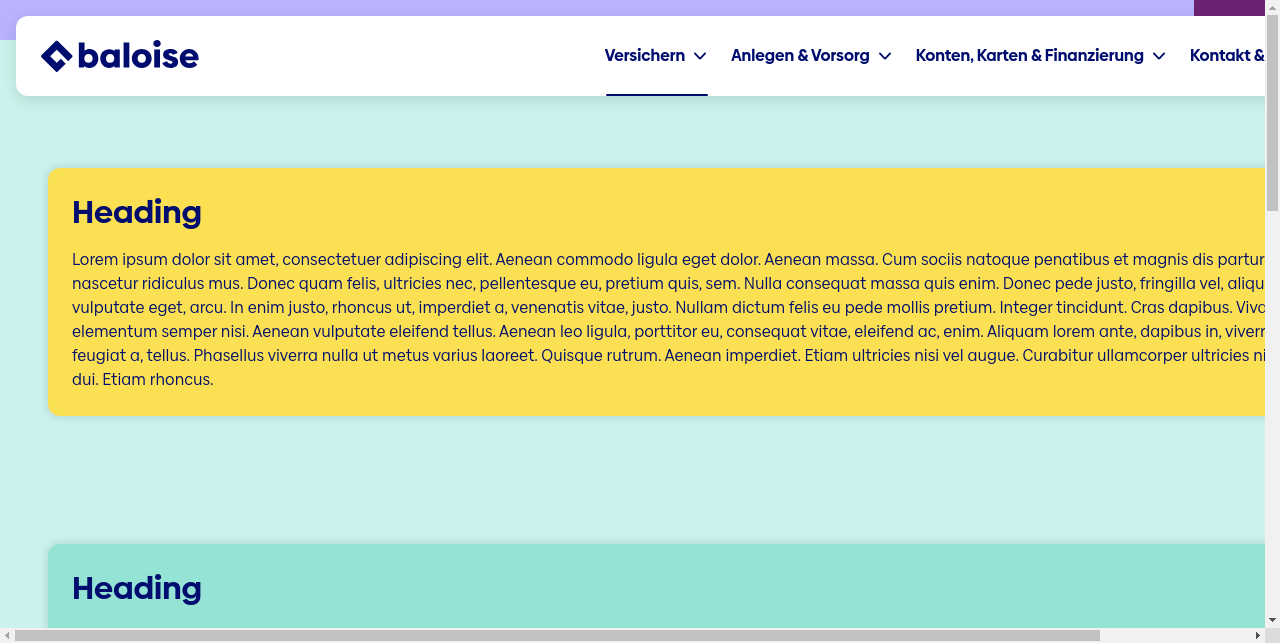 baloise
Versichern
Anlegen & Vorsorg
Konten, Karten & Finanzierung
Kontakt &
Heading
Lorem ipsum dolor sit amet, consectetuer adipiscing elit. Aenean commodo ligula eget dolor. Aenean massa. Cum sociis natoque penatibus et magnis dis partur
nascetur ridiculus mus. Donec quam felis, ultricies nec, pellentesque eu, pretium quis, sem. Nulla consequat massa quis enim. Donec pede justo, fringilla vel, aliqu
vulputate eget, arcu. In enim justo, rhoncus ut, imperdiet a, venenatis vitae, justo. Nullam dictum felis eu pede mollis pretium. Integer tincidunt. Cras dapibus. Viva
elementum semper nisi. Aenean vulputate eleifend tellus. Aenean leo ligula, porttitor eu, consequat vitae, eleifend ac, enim. Aliquam lorem ante, dapibus in, viverr
feugiat a, tellus. Phasellus viverra nulla ut metus varius laoreet. Quisque rutrum. Aenean imperdiet. Etiam ultricies nisi vel augue. Curabitur ullamcorper ultricies ni
dui. Etiam rhoncus.
Heading